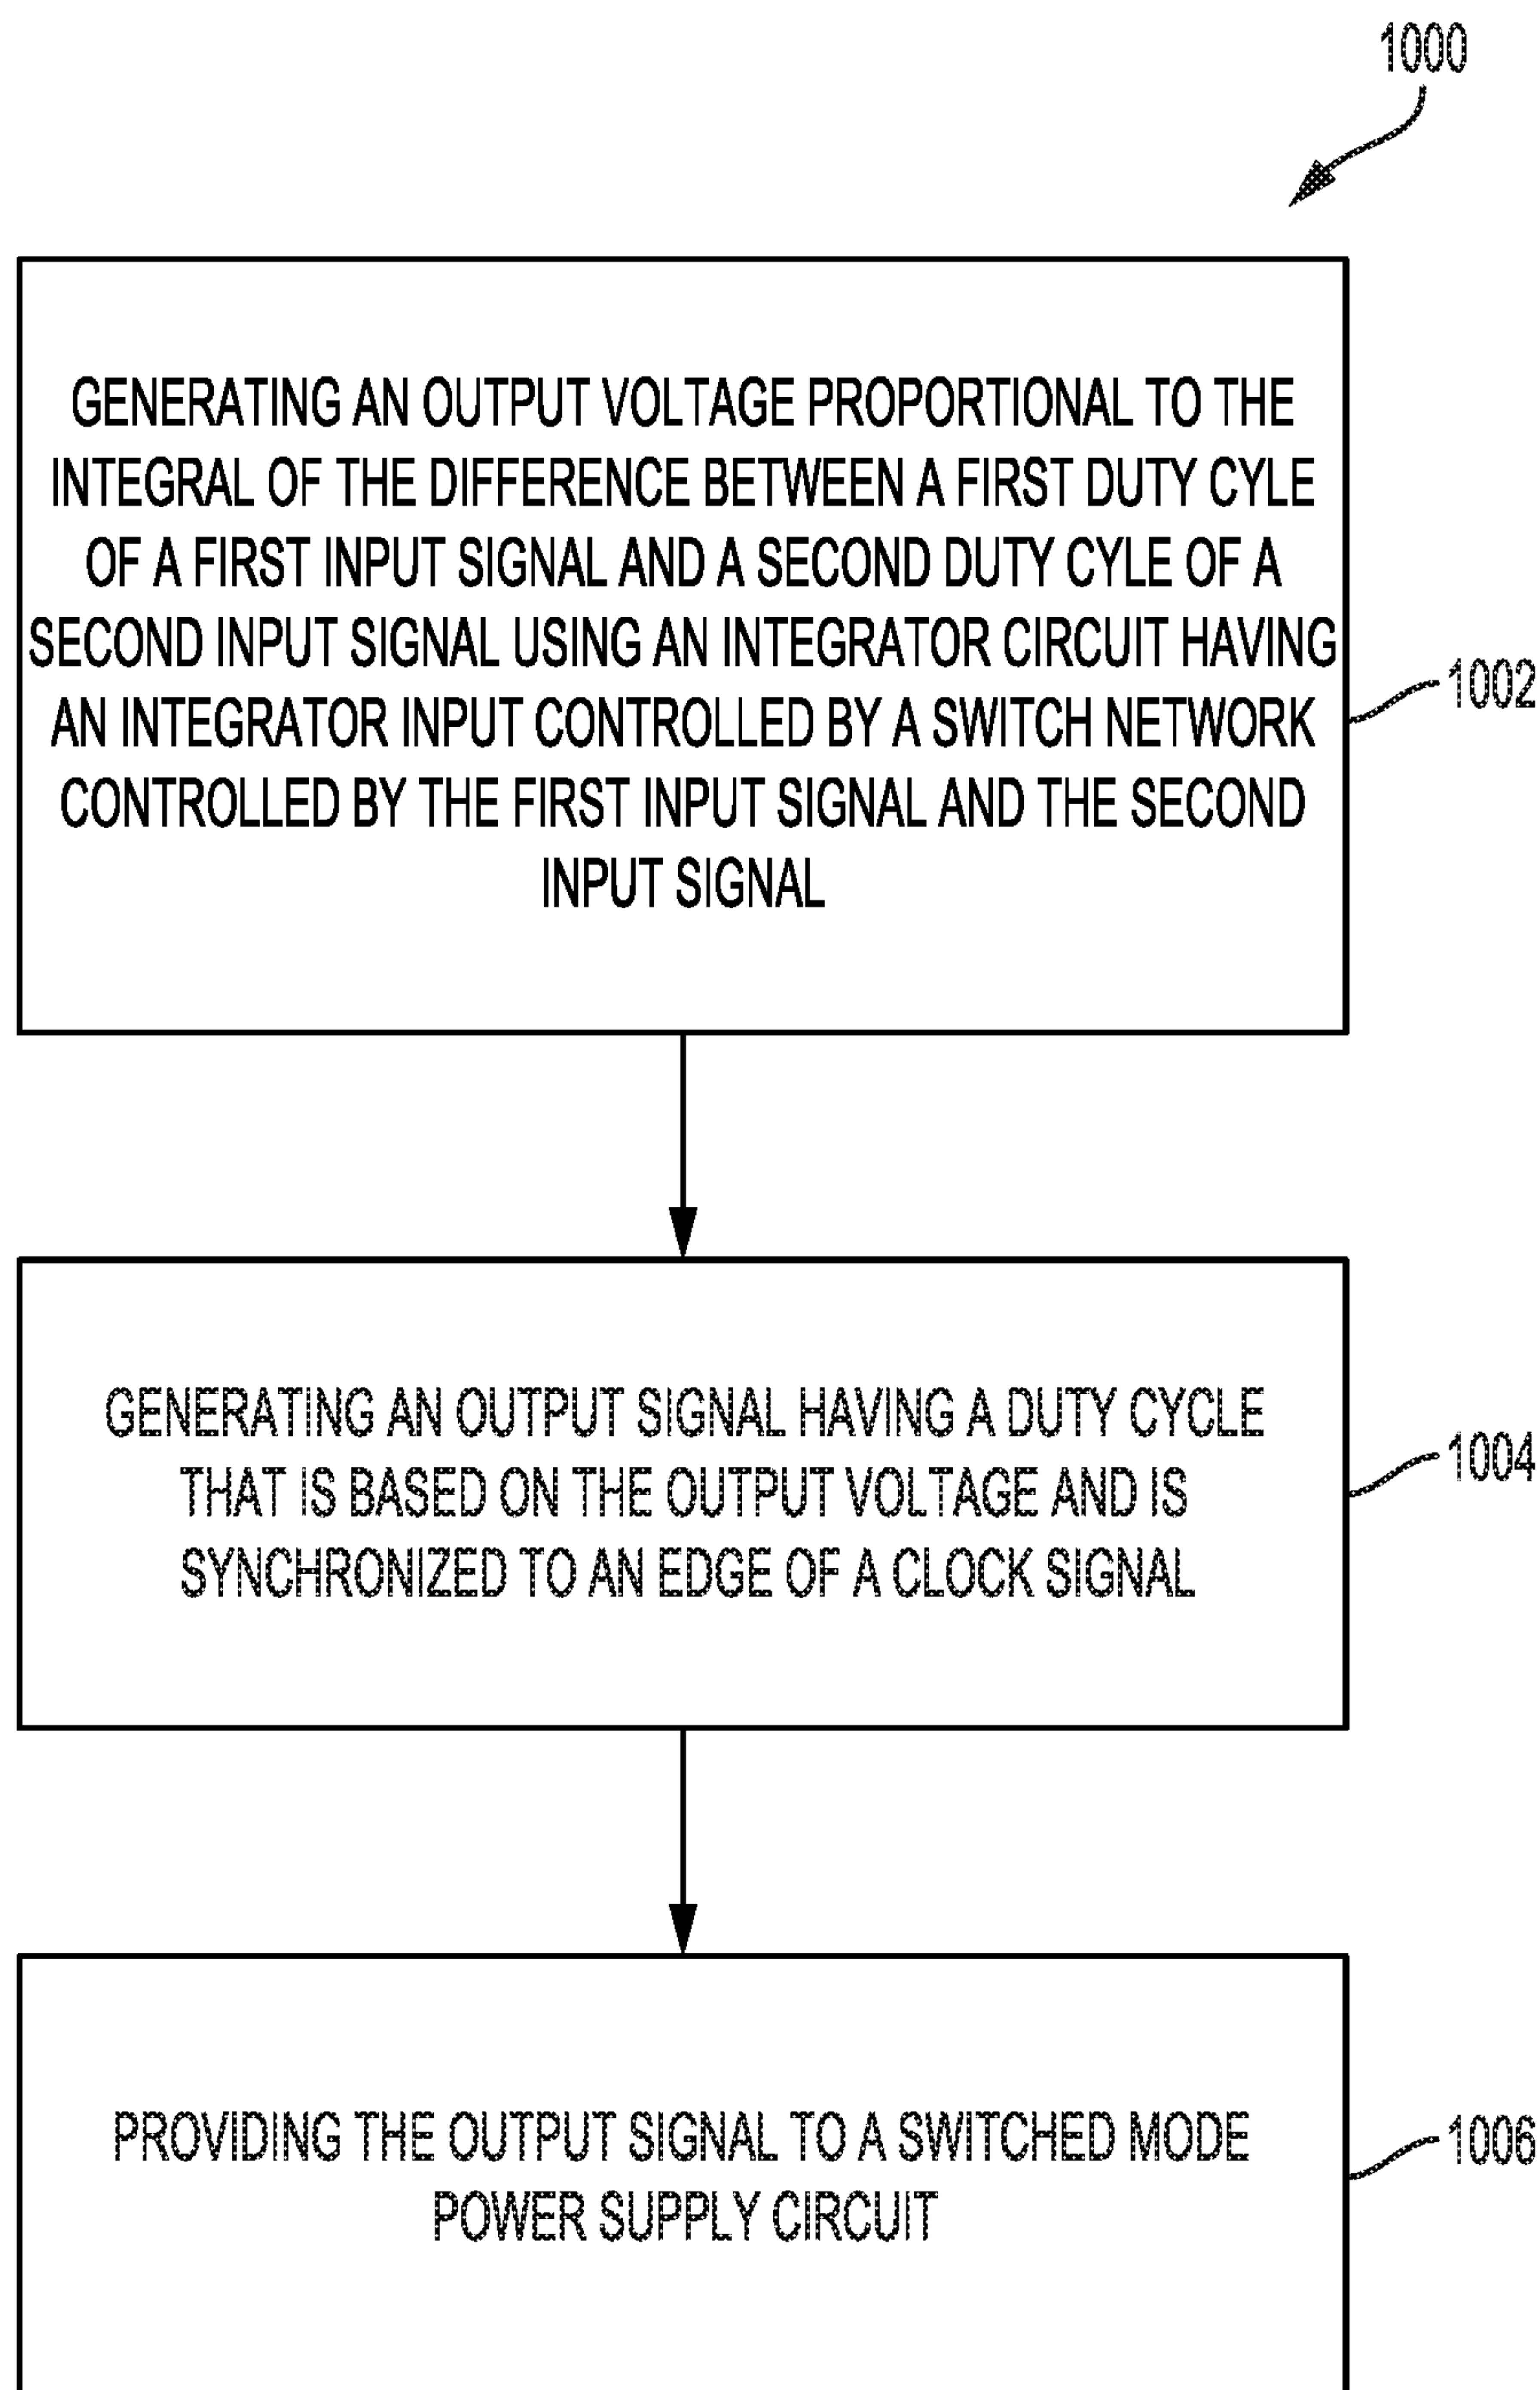 1000
GENERATING AN OUTPUT VOLTAGE PROPORTIONAL TO THE
INTEGRAL OF THE DIFFERENCE BETWEEN A FIRST DUTY CYLE
OF A FIRST INPUT SIGNAL AND A SECOND DUTY CYLE OF A
SECOND INPUT SIGNAL USING AN INTEGRATOR CIRCUIT HAVING
AN INTEGRATOR INPUT CONTROLLED BY A SWITCH NETWORK
CONTROLLED BY THE FIRST INPUT SIGNAL AND THE SECOND
INPUT SIGNAL
1002
GENERATING AN OUTPUT SIGNAL HAVING A DUTY CYCLE
THAT IS BASED ON THE OUTPUT VOLTAGE AND IS
SYNCHRONIZED TO AN EDGE OF A CLOCK SIGNAL
1004
PROVIDING THE OUTPUT SIGNAL TO A SWITCHED MODE
POWER SUPPLY CIRCUIT
1006